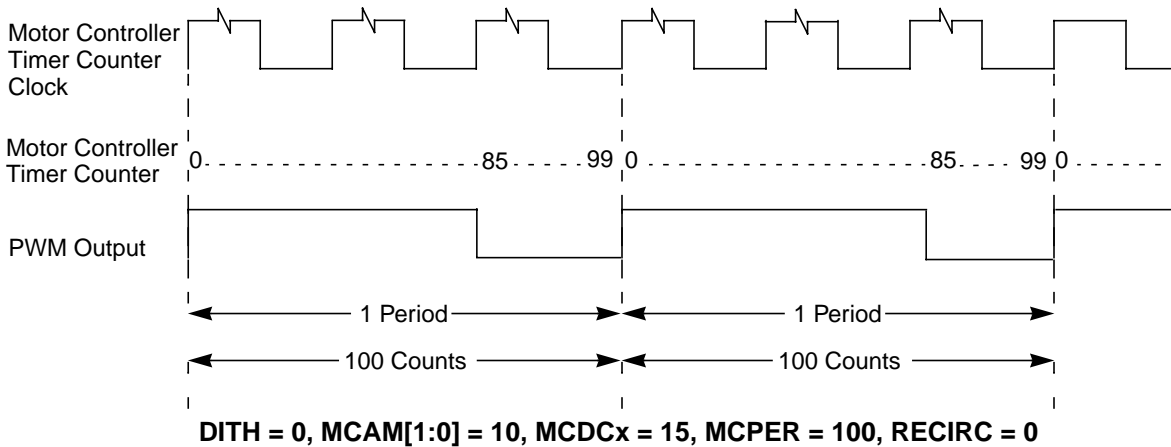 Motor Controller
Timer Counter
Clock
Motor Controller
Timer Counter
0 85 99 0 85 99 0
PWM Output
1 Period 1 Period
100 Counts 100 Counts
DITH = 0, MCAM[1:0] = 10, MCDCx = 15, MCPER = 100, RECIRC = 0